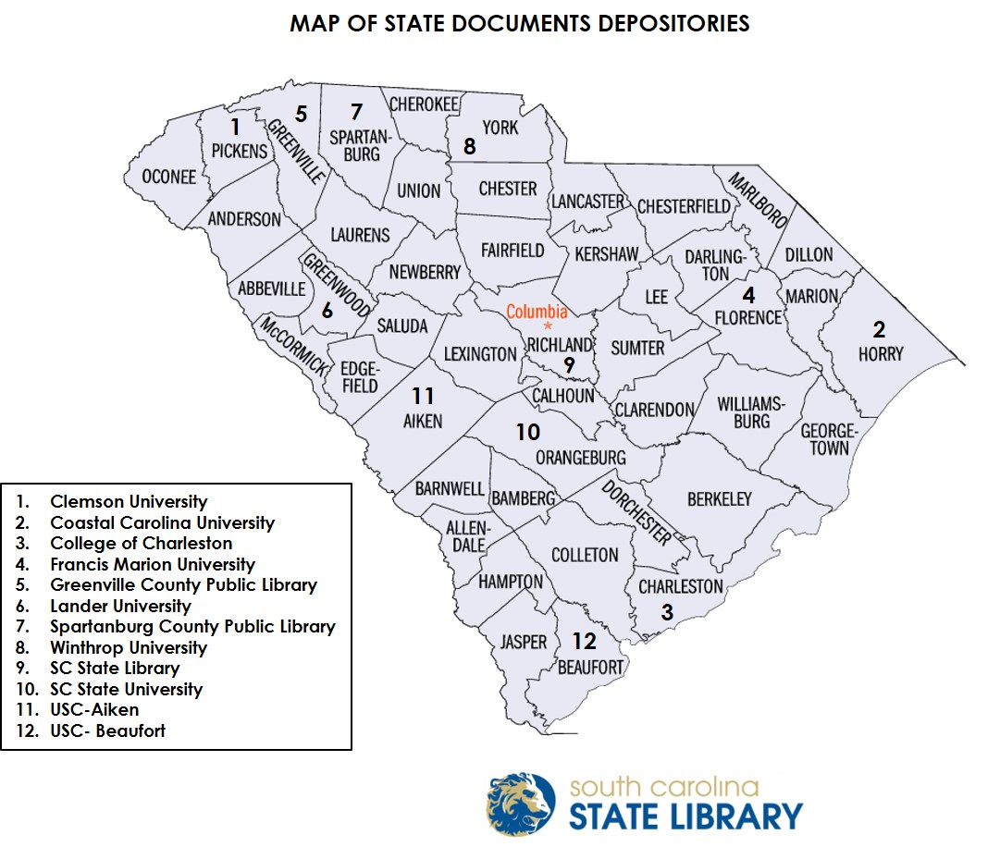 MAP OF STATE DOCUMENTS DEPOSITORIES
CHEROKEE
5
7
YORK
1
SPARTAN-
BURG
8
PICKENS
GREENVILLE
OCONEE
UNION
CHESTER
LANCASTER
CHESTERFIELD
MARLBORO
ANDERSON
LAURENS
FAIRFIELD
KERSHAW
DARLING-
TON
DILLON
NEWBERRY
ABBEVILLE
GREENWOOD
6
LEE
4
FLORENCE
MARION
Columbia
*
2
HORRY
SALUDA
McCORMICK
LEXINGTON
RICHLAND
9
SUMTER
EDGE-
FIELD
11
AIKEN
CALHOUN
CLARENDON
WILLIAMS-
BURG
GEORGE-
TOWN
10
ORANGEBURG
BARNWELL
BAMBERG
DORCHESTER
BERKELEY
ALLEN-
DALE
COLLETON
HAMPTON
CHARLESTON
3
JASPER
12
BEAUFORT
1. Clemson University
2. Coastal Carolina University
3. College of Charleston
4. Francis Marion University
5. Greenville County Public Library
6. Lander University
7. Spartanburg County Public Library
8. Winthrop University
9. SC State Library
10. SC State University
11. USC-Aiken
12. USC- Beaufort
south carolina
STATE LIBRARY